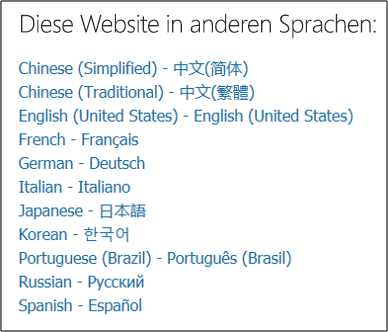 Diese Website in anderen Sprachen:
Chinese (Simplified) - 中文(简体)
Chinese (Traditional) - 中文(繁體)
English (United States) - English (United States)
French - Français
German - Deutsch
Italian - Italiano
Japanese - 日本語
Korean - 한국어
Portuguese (Brazil) - Português (Brasil)
Russian - Русский
Spanish - Español